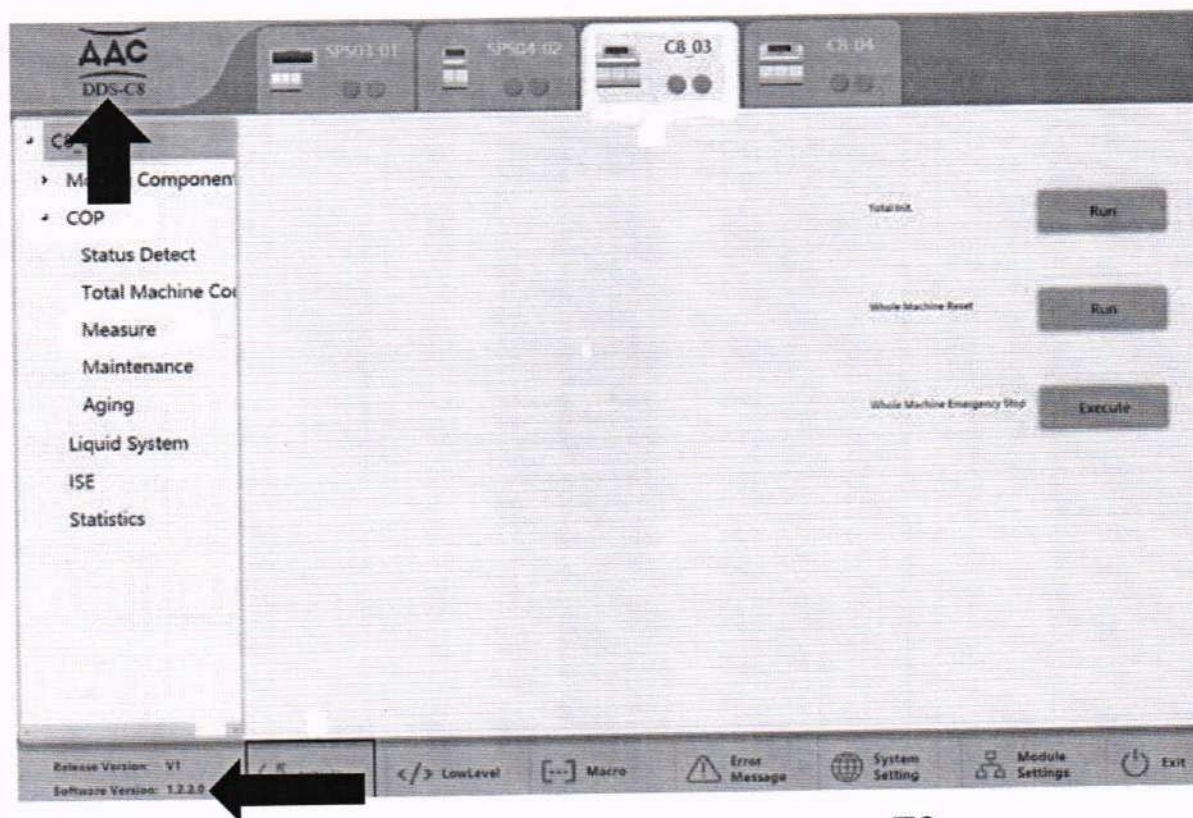 AAC
DDS-C8
SP503_01
SP504_02
C8_03
C8_04
Component
COP
Status Detect
Total Machine
Measure
Maintenance
Aging
Liquid System
ISE
Statistics
Total Init.
Run
Whole Machine Reset
Run
Whole Machine Emergency Stop
Execute
Release Version: V1
Software Version: 1.2.2.0
</> LowLevel
[---] Macro
Error
Message
System
Setting
Module
Settings
Exit